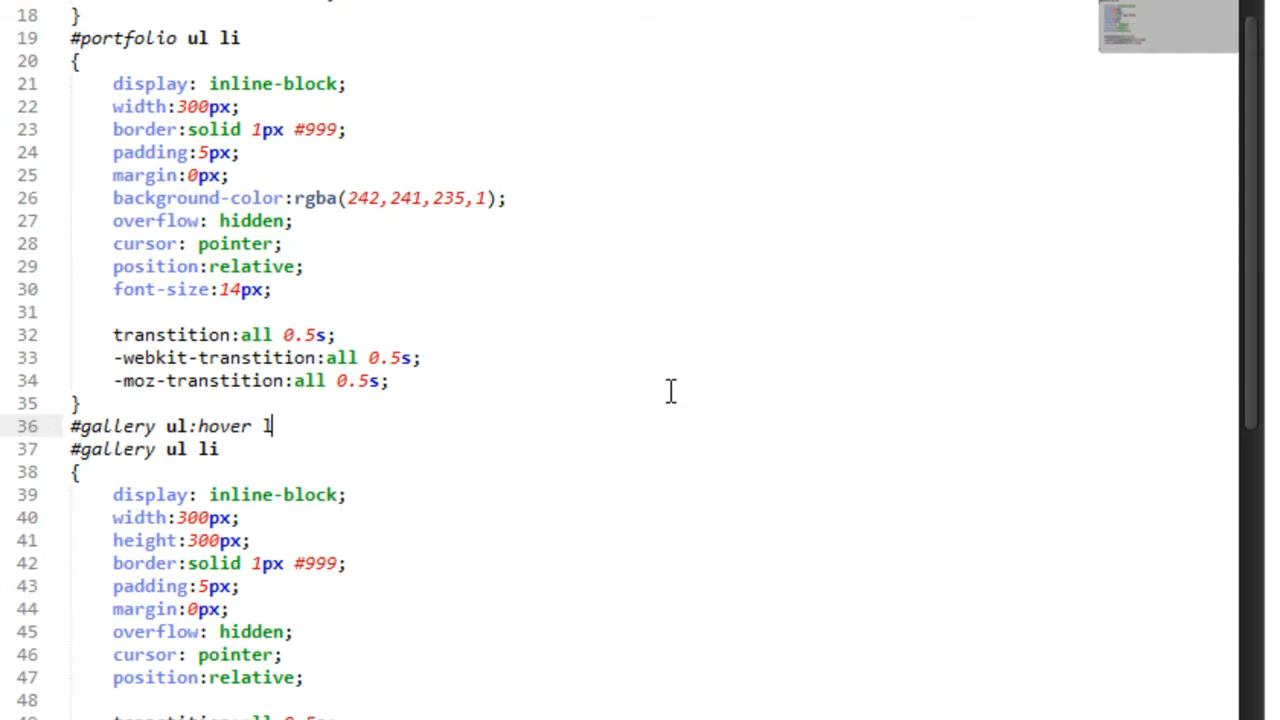 18 }
19 #portfolio ul li
20 {
21 display: inline-block;
22 width:300px;
23 border:solid 1px #999;
24 padding:5px;
25 margin:0px;
26 background-color:rgba(242,241,235,1);
27 overflow: hidden;
28 cursor: pointer;
29 position:relative;
30 font-size:14px;
31
32 transtition:all 0.5s;
33 -webkit-transtition:all 0.5s;
34 -moz-transtition:all 0.5s;
35 }
36 #gallery ul:hover l
37 #gallery ul li
38 {
39 display: inline-block;
40 width:300px;
41 height:300px;
42 border:solid 1px #999;
43 padding:5px;
44 margin:0px;
45 overflow: hidden;
46 cursor: pointer;
47 position:relative;
48